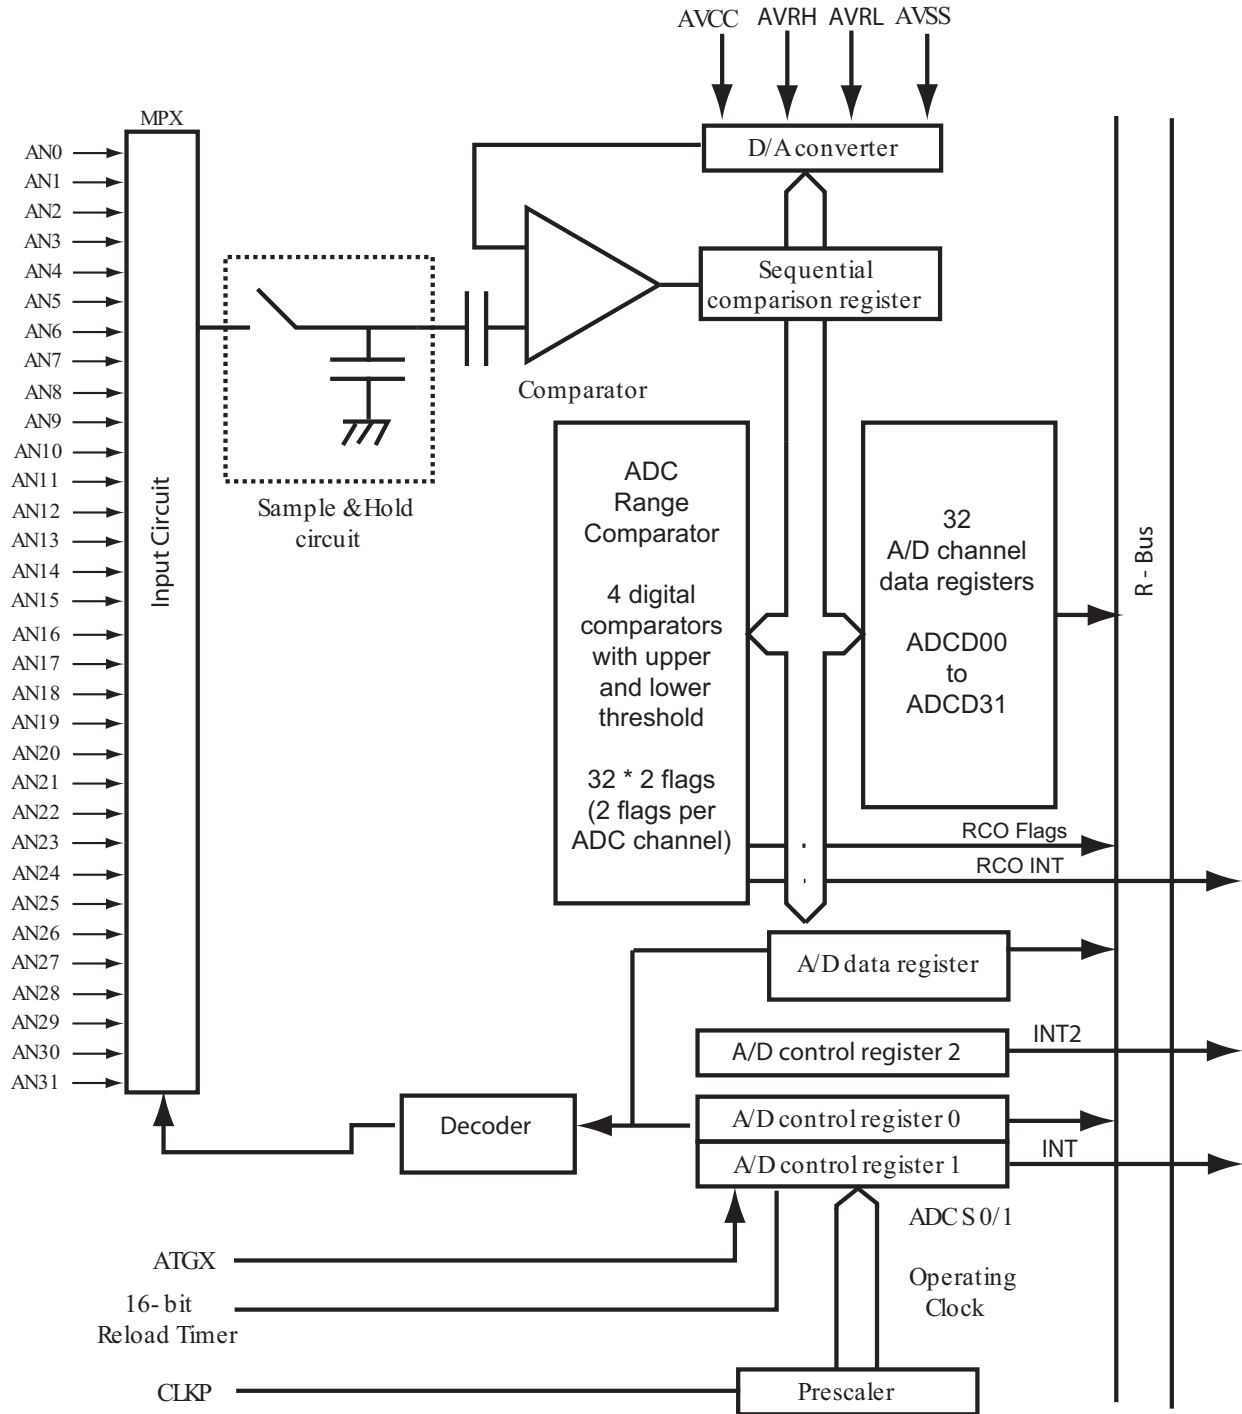 AVCC AVRH AVRL AVSS
MPX
D/A converter
AN0
AN1
AN2
AN3
AN4
AN5
AN6
AN7
AN8
AN9
AN10
AN11
AN12
AN13
AN14
AN15
AN16
AN17
AN18
AN19
AN20
AN21
AN22
AN23
AN24
AN25
AN26
AN27
AN28
AN29
AN30
AN31
Input Circuit
Sample &Hold
circuit
Comparator
Sequential
comparison register
ADC
Range
Comparator
4 digital
comparators
with upper
and lower
threshold
32 * 2 flags
(2 flags per
ADC channel)
32
A/D channel
data registers
ADCD00
to
ADCD31
R - Bus
RCO Flags
RCO INT
A/D data register
A/D control register 2
INT2
Decoder
A/D control register 0
A/D control register 1
INT
ADCS 0/1
ATGX
16- bit
Reload Timer
Operating
Clock
CLKP
Prescaler